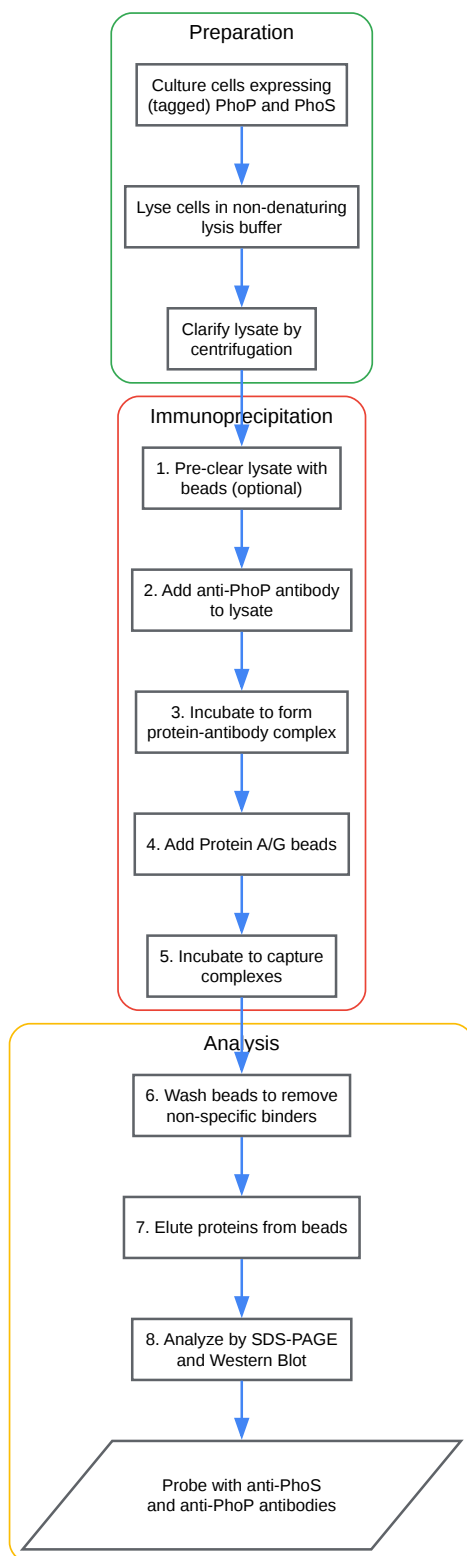 Preparation
Culture cells expressing
(tagged) PhoP and PhoS
Lyse cells in non-denaturing
lysis buffer
Clarify lysate by
centrifugation
Immunoprecipitation
1. Pre-clear lysate with
beads (optional)
2. Add anti-PhoP antibody
to lysate
3. Incubate to form
protein-antibody complex
4. Add Protein A/G beads
5. Incubate to capture
complexes
Analysis
6. Wash beads to remove
non-specific binders
7. Elute proteins from beads
8. Analyze by SDS-PAGE
and Western Blot
Probe with anti-PhoS
and anti-PhoP antibodies